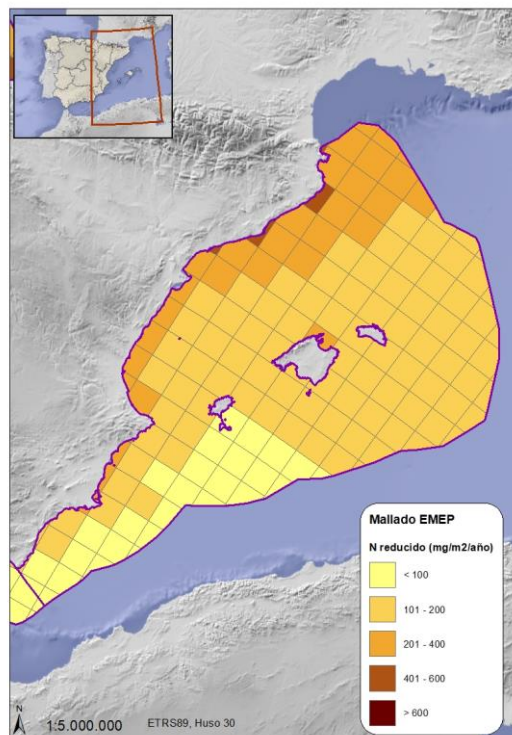 Mallado EMEP
N reducido (mg/m2/año)
< 100
101 - 200
201 - 400
401 - 600
> 600
N
1:5.000.000
ETRS89, Huso 30